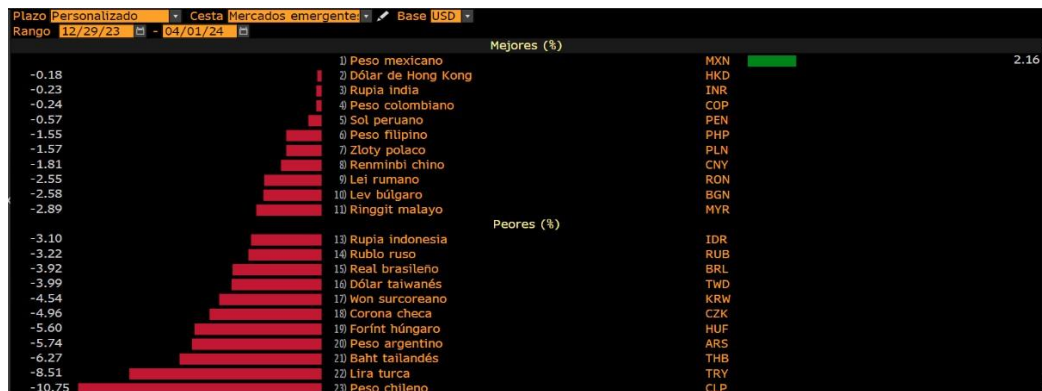 Plazo Personalizado Cesta Mercados emergente: Base USD
Rango 12/29/23 - 04/01/24
Mejores (%)
1) Peso mexicano MXN 2.16
-0.18 2) Dólar de Hong Kong HKD
-0.23 3) Rupia india INR
-0.24 4) Peso colombiano COP
-0.57 5) Sol peruano PEN
-1.55 6) Peso filipino PHP
-1.57 7) Zloty polaco PLN
-1.81 8) Renminbi chino CNY
-2.55 9) Lei rumano RON
-2.58 10) Lev búlgaro BGN
-2.89 11) Ringgit malayo MYR
Peores (%)
-3.10 13) Rupia indonesia IDR
-3.22 14) Rublo ruso RUB
-3.92 15) Real brasileño BRL
-3.99 16) Dólar taiwanés TWD
-4.54 17) Won surcoreano KRW
-4.96 18) Corona checa CZK
-5.60 19) Forínt húngaro HUF
-5.74 20) Peso argentino ARS
-6.27 21) Baht tailandés THB
-8.51 22) Lira turca TRY
-10.75 23) Peso chileno CLP